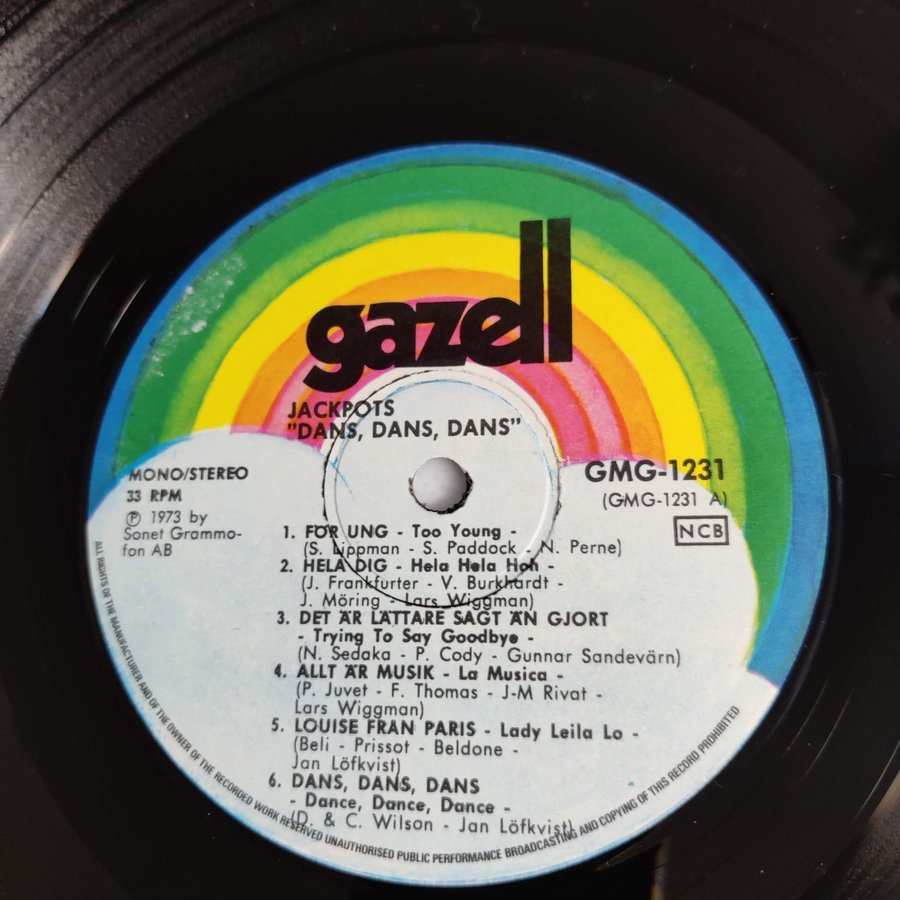 gazell
JACKPOTS
"DANS, DANS, DANS"
MONO/STEREO
33 RPM
Ⓟ 1973 by
Sonet Grammo-
fon AB
GMG-1231
(GMG-1231 A)
NCB
1. FÖR UNG - Too Young -
(S. Lippman - S. Paddock - N. Perne)
2. HELA DIG - Hela Hela Hoh -
(J. Frankfurter - V. Burkhardt -
J. Möring - Lars Wiggman)
3. DET ÄR LÄTTARE SAGT ÄN GJORT
- Trying To Say Goodbye -
(N. Sedaka - P. Cody - Gunnar Sandevärn)
4. ALLT ÄR MUSIK - La Musica -
(P. Juvet - F. Thomas - J-M Rivat -
Lars Wiggman)
5. LOUISE FRAN PARIS - Lady Leila Lo -
(Beli - Prissot - Beldone -
Jan Löfkvist)
6. DANS, DANS, DANS
- Dance, Dance, Dance -
(D. & C. Wilson - Jan Löfkvist)
ALL RIGHTS OF THE MANUFACTURER AND OF THE OWNER OF THE RECORDED WORK RESERVED UNAUTHORISED PUBLIC PERFORMANCE BROADCASTING AND COPYING OF THIS RECORD PROHIBITED